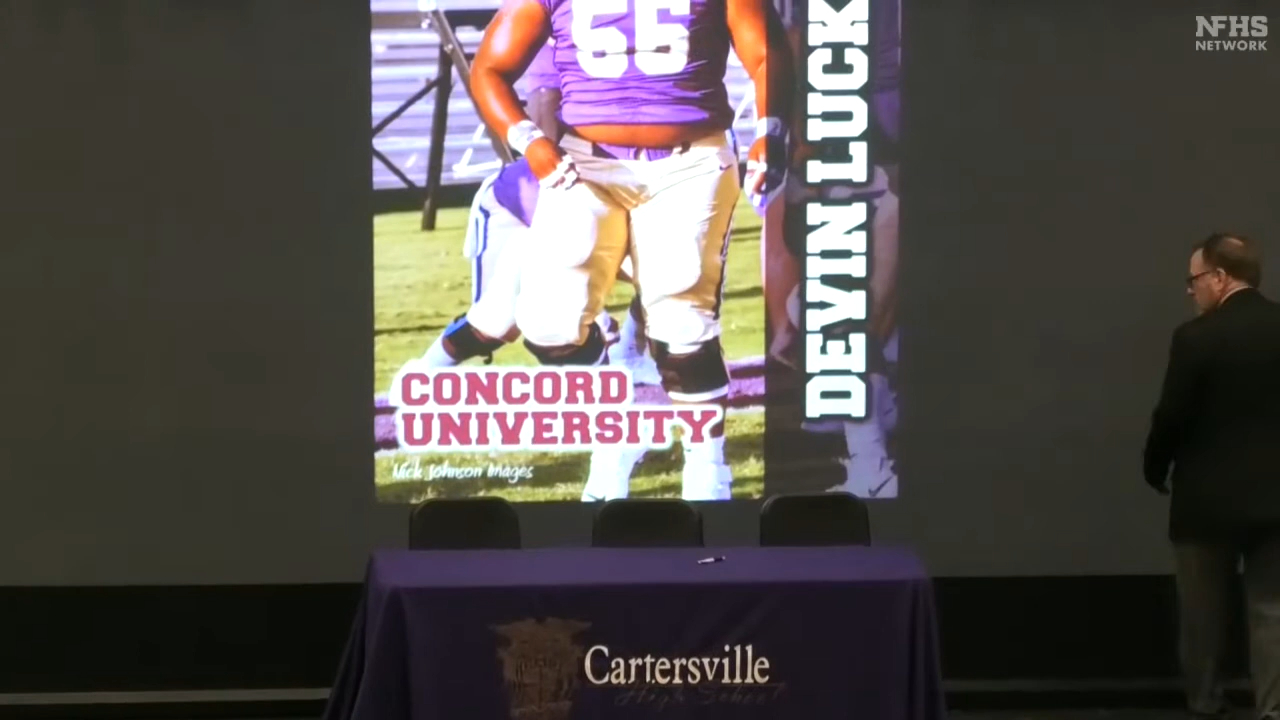 NFHS
NETWORK
66
DEVIN LUCK
CONCORD
UNIVERSITY
Nick Johnson Images
Cartersville
High School